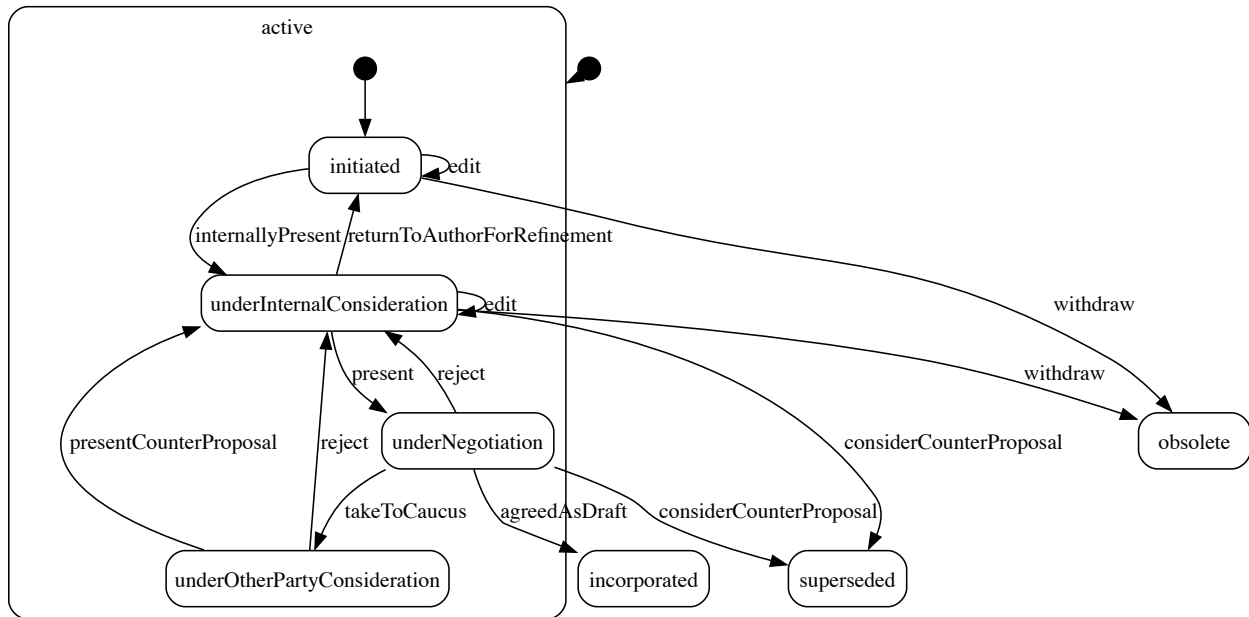 active
initiated
edit
internallyPresent
returnToAuthorForRefinement
underInternalConsideration
edit
withdraw
present
reject
withdraw
presentCounterProposal
reject
underNegotiation
considerCounterProposal
obsolete
takeToCaucus
agreedAsDraft
considerCounterProposal
underOtherPartyConsideration
incorporated
superseded